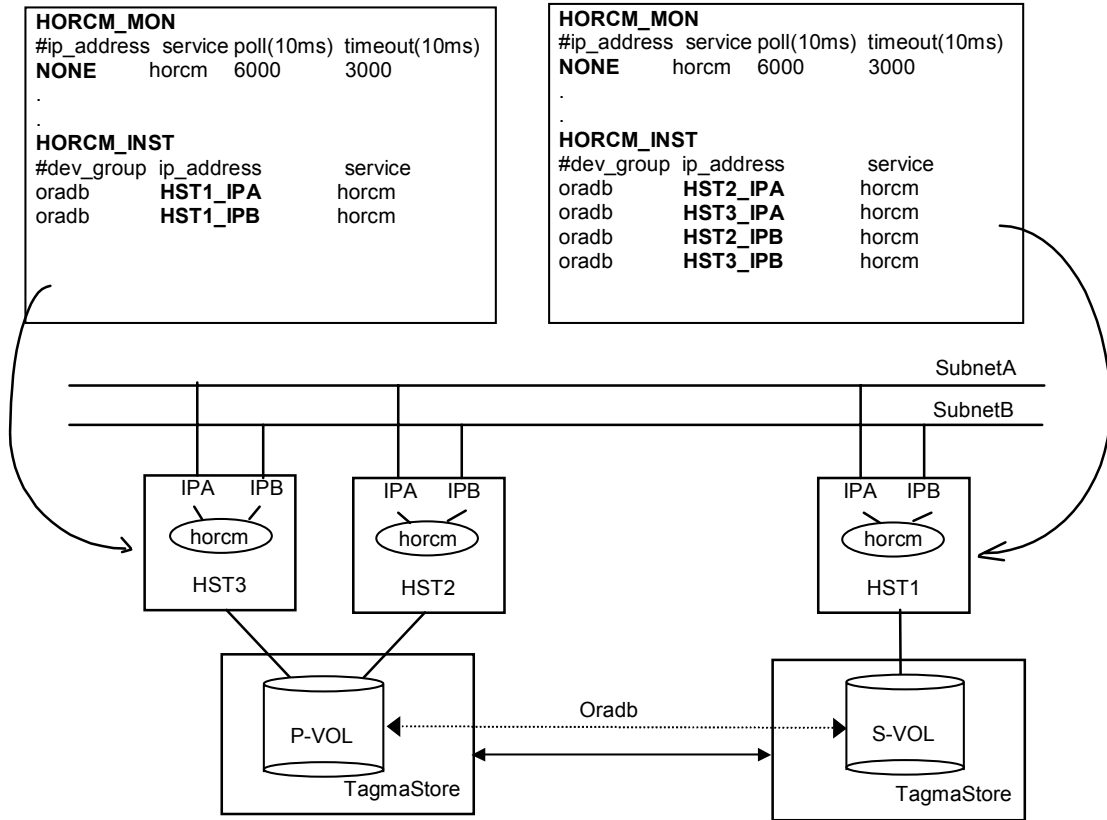 HORCM_MON
#ip_address service poll(10ms) timeout(10ms)
NONE horcm 6000 3000
.
.
HORCM_INST
#dev_group ip_address service
oradb HST1_IPA horcm
oradb HST1_IPB horcm
HORCM_MON
#ip_address service poll(10ms) timeout(10ms)
NONE horcm 6000 3000
.
.
HORCM_INST
#dev_group ip_address service
oradb HST2_IPA horcm
oradb HST3_IPA horcm
oradb HST2_IPB horcm
oradb HST3_IPB horcm
SubnetA
SubnetB
IPA IPB
horcm
HST3
IPA IPB
horcm
HST2
IPA IPB
horcm
HST1
Oradb
P-VOL
S-VOL
TagmaStore
TagmaStore